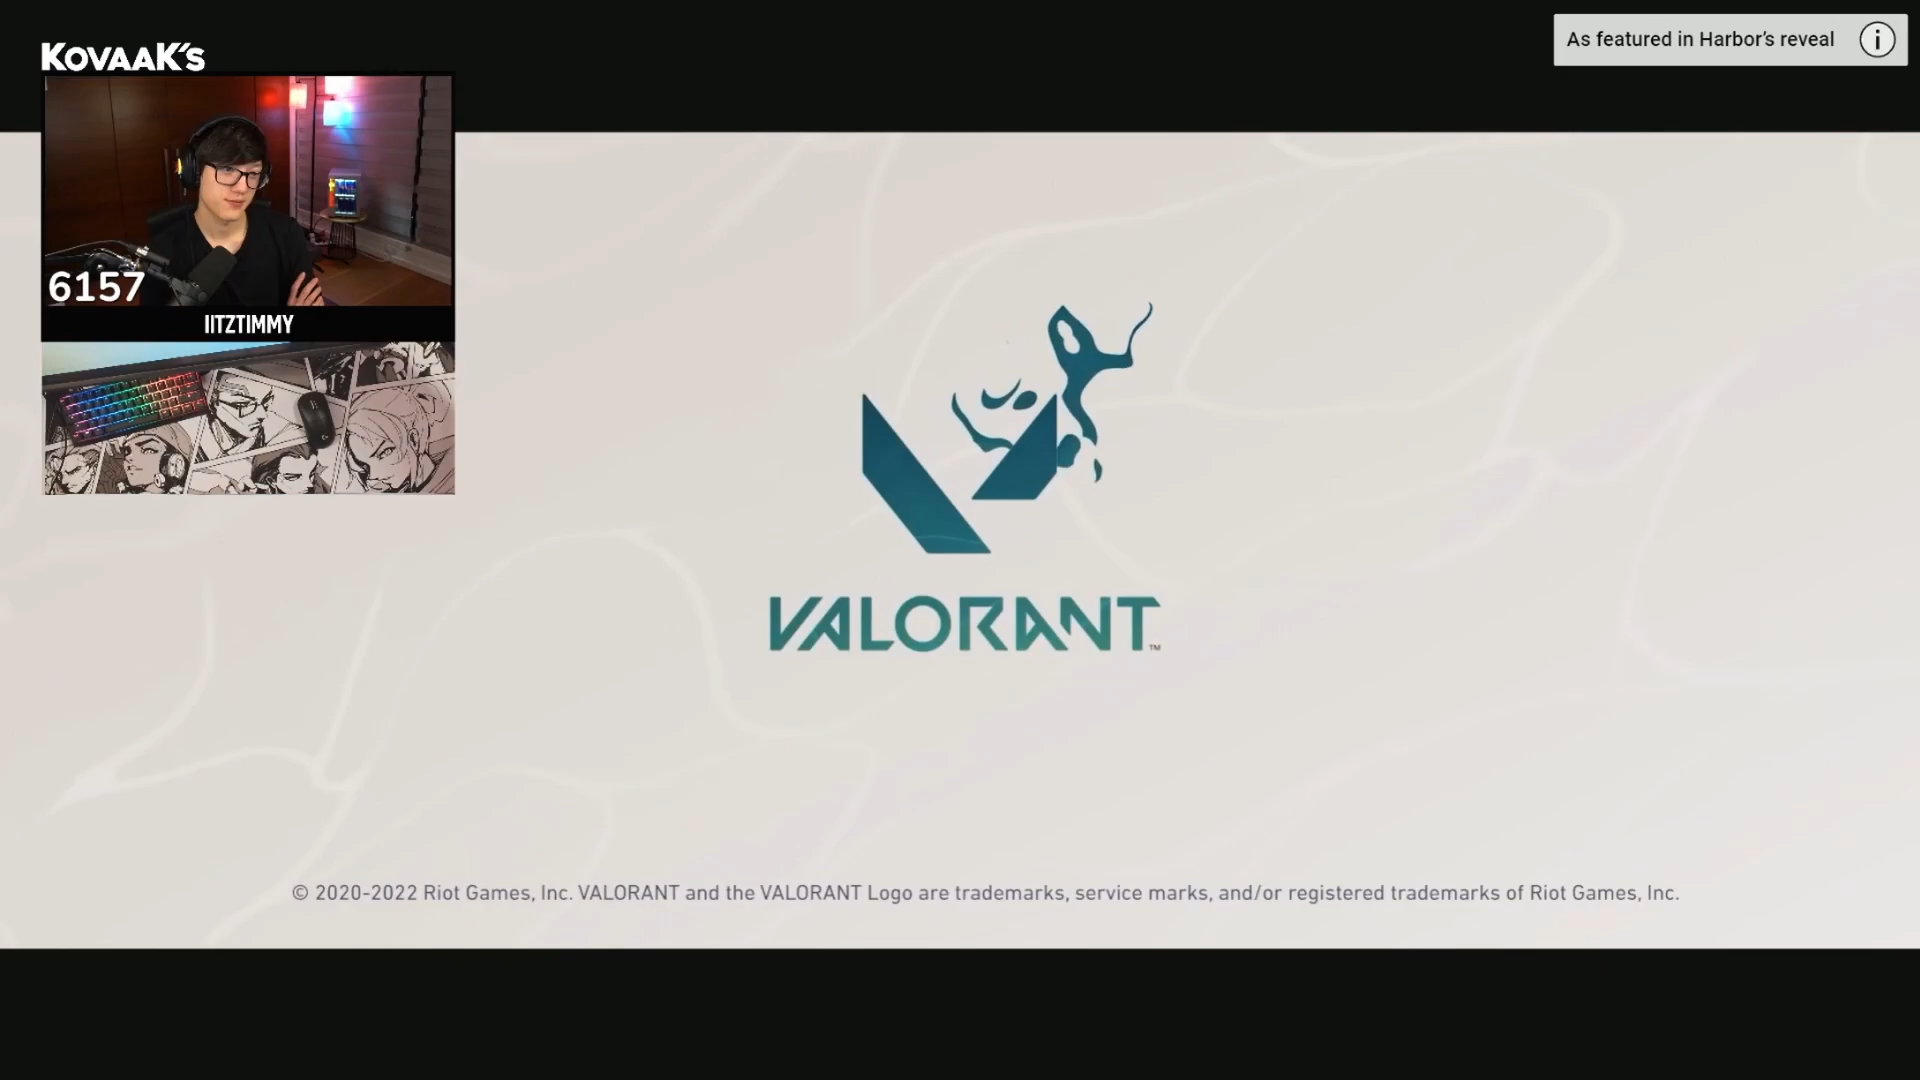 KOVAAK'S
As featured in Harbor's reveal
6157
IITZTIMMY
VALORANT™
© 2020-2022 Riot Games, Inc. VALORANT and the VALORANT Logo are trademarks, service marks, and/or registered trademarks of Riot Games, Inc.